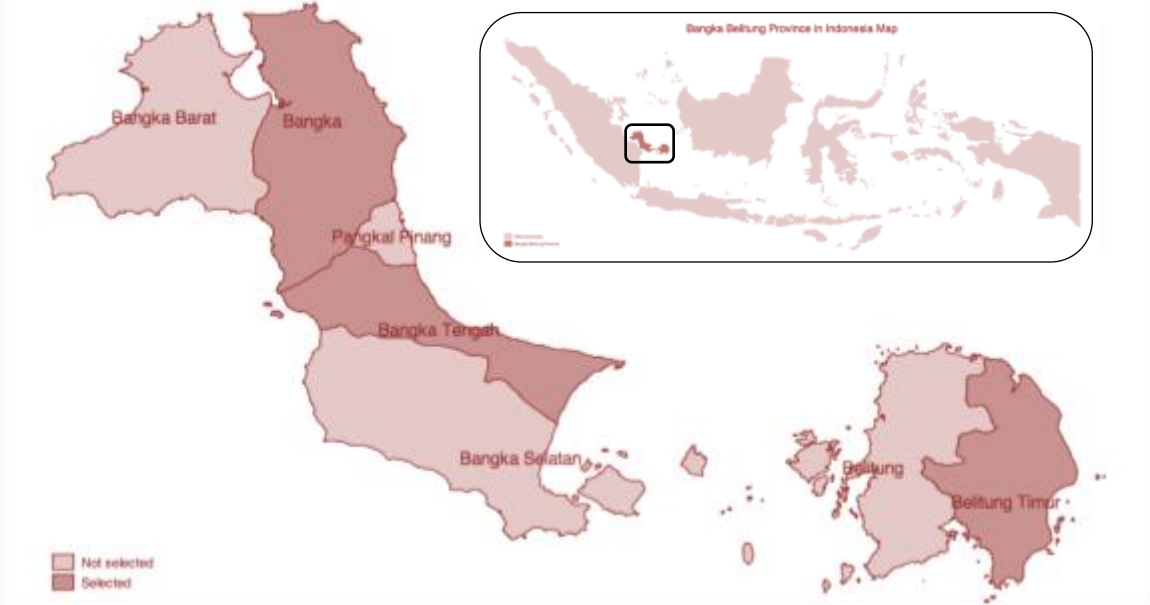 Bangka Belitung Province in Indonesia Map
Bangka Barat
Bangka
Pangkal Pinang
Bangka Tengah
Bangka Selatan
Belitung
Belitung Timur
Not selected
Selected